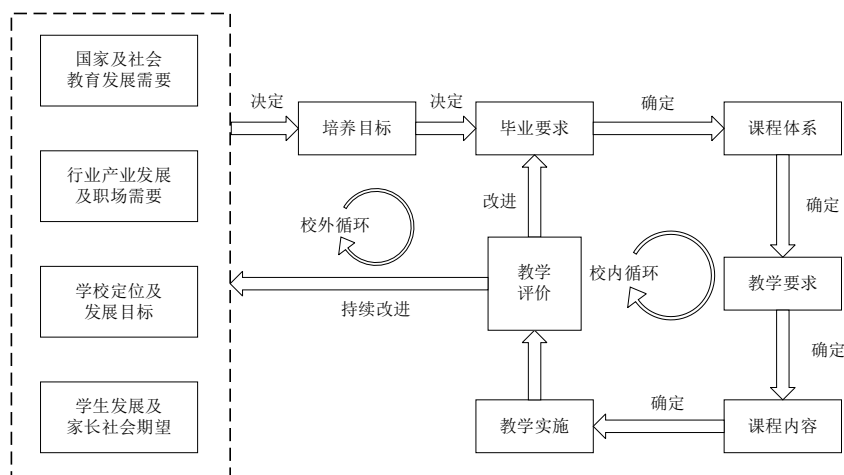 国家及社会
教育发展需要
行业产业发展
及职场需要
学校定位及
发展目标
学生发展及
家长社会期望
决定
培养目标
决定
毕业要求
确定
课程体系
确定
教学要求
确定
课程内容
确定
教学实施
教学
评价
改进
持续改进
校外循环
校内循环